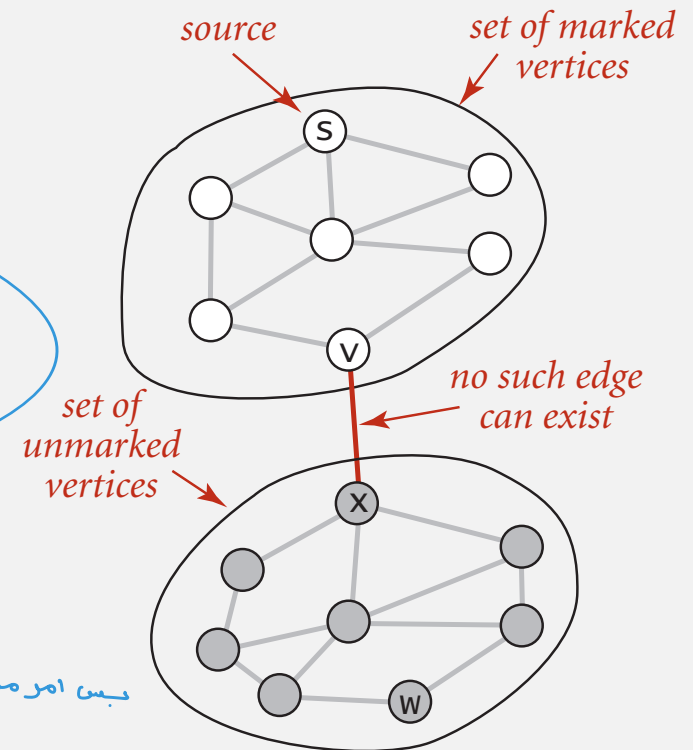 source
set of marked
vertices
s
v
no such edge
can exist
set of
unmarked
vertices
x
w